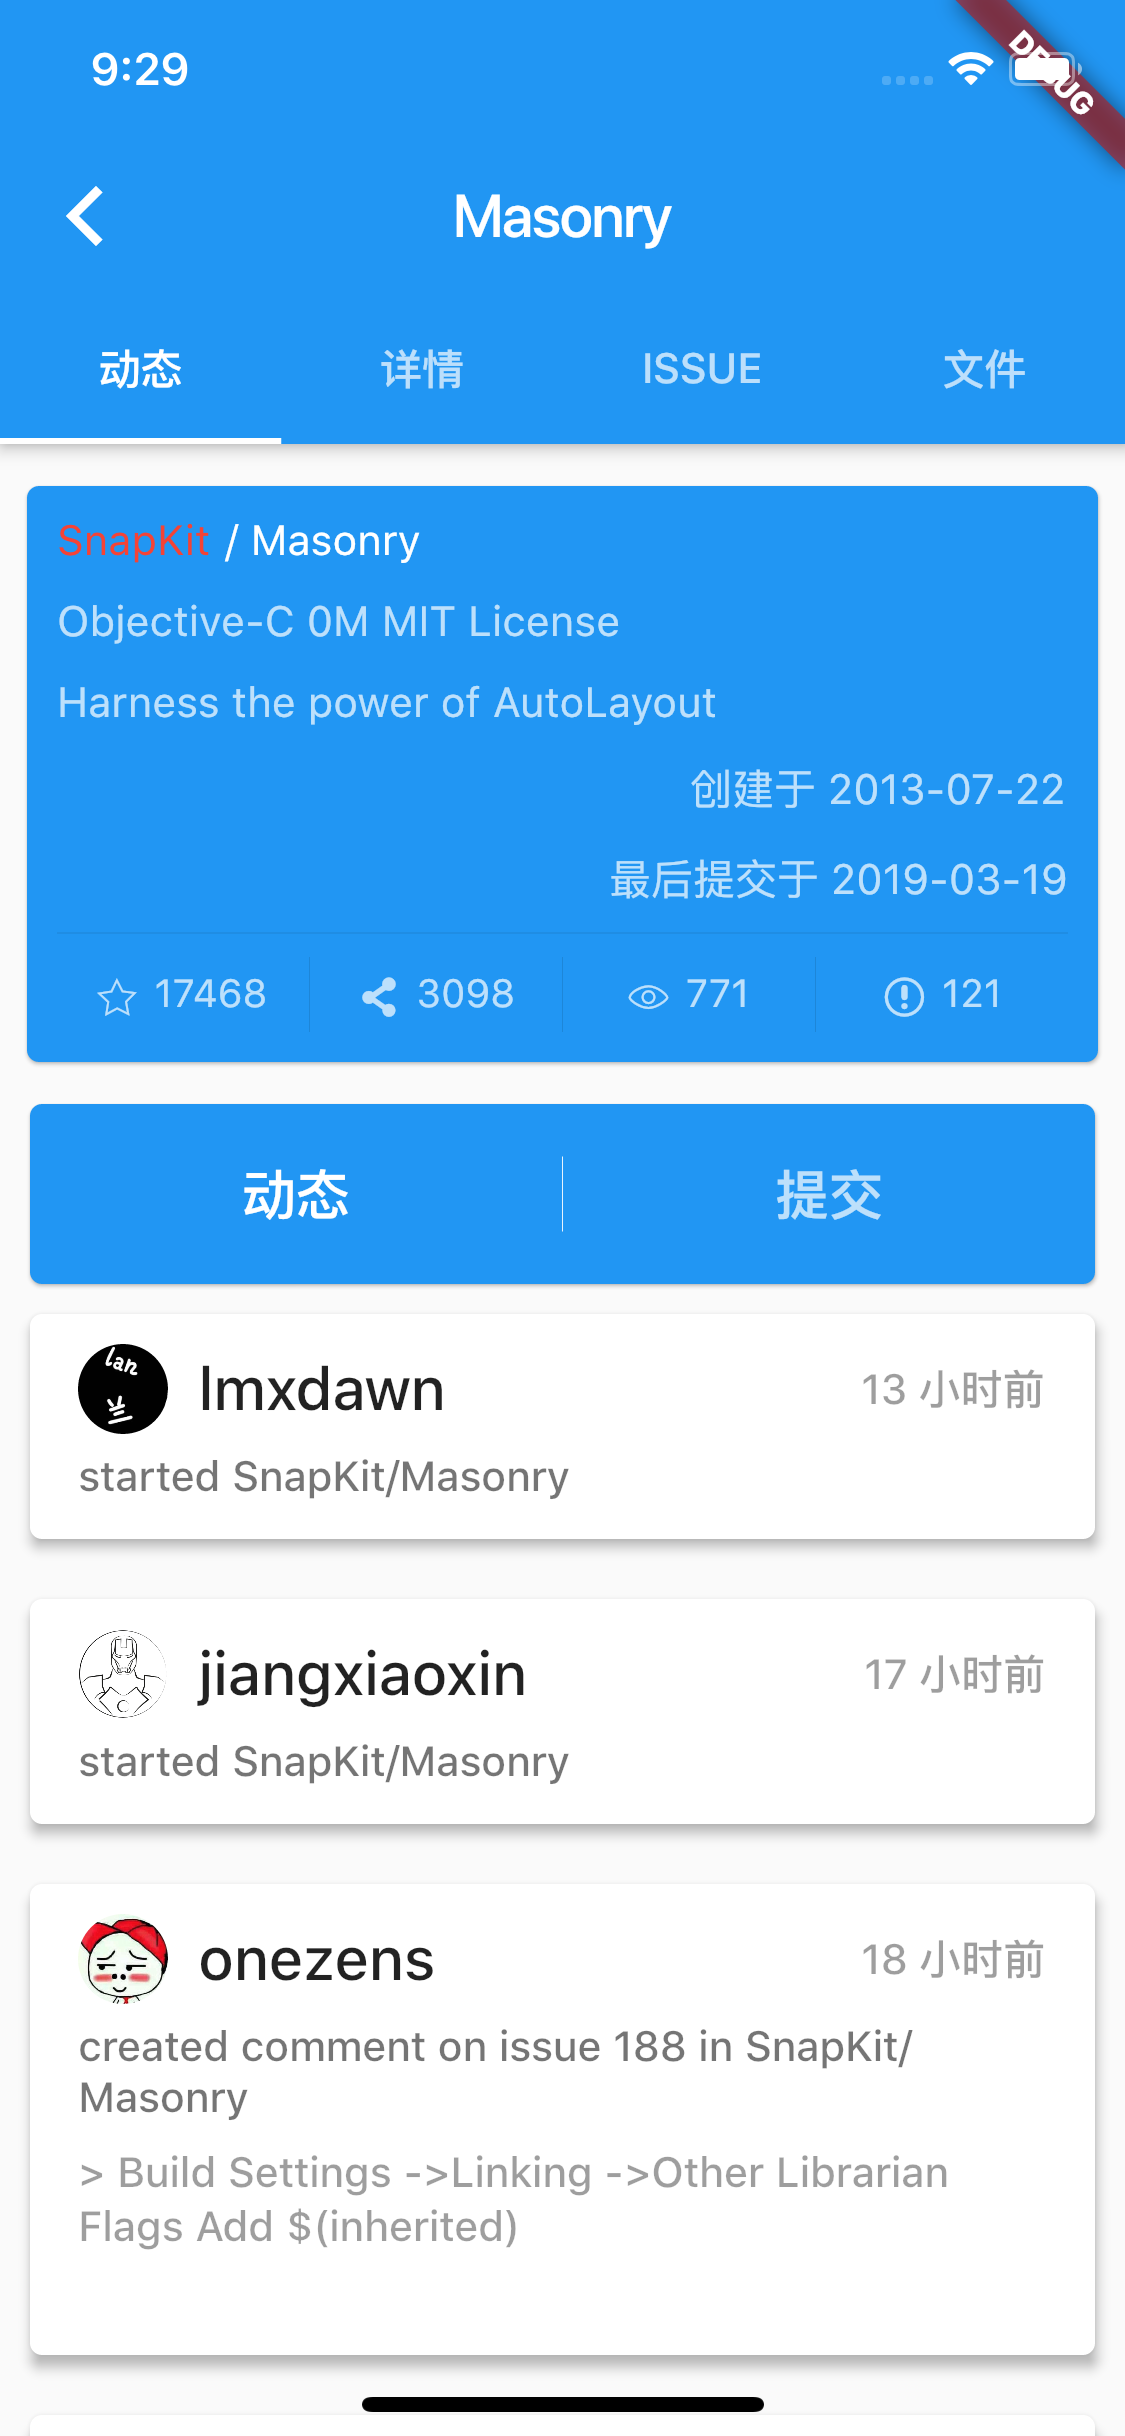 9:29
DEBUG
Masonry
动态 详情 ISSUE 文件
SnapKit / Masonry
Objective-C 0M MIT License
Harness the power of AutoLayout
创建于 2013-07-22
最后提交于 2019-03-19
17468 3098 771 121
动态 提交
lan
lmxdawn 13 小时前
started SnapKit/Masonry
jiangxiaoxin 17 小时前
started SnapKit/Masonry
onezens 18 小时前
created comment on issue 188 in SnapKit/
Masonry
> Build Settings ->Linking ->Other Librarian
Flags Add $(inherited)